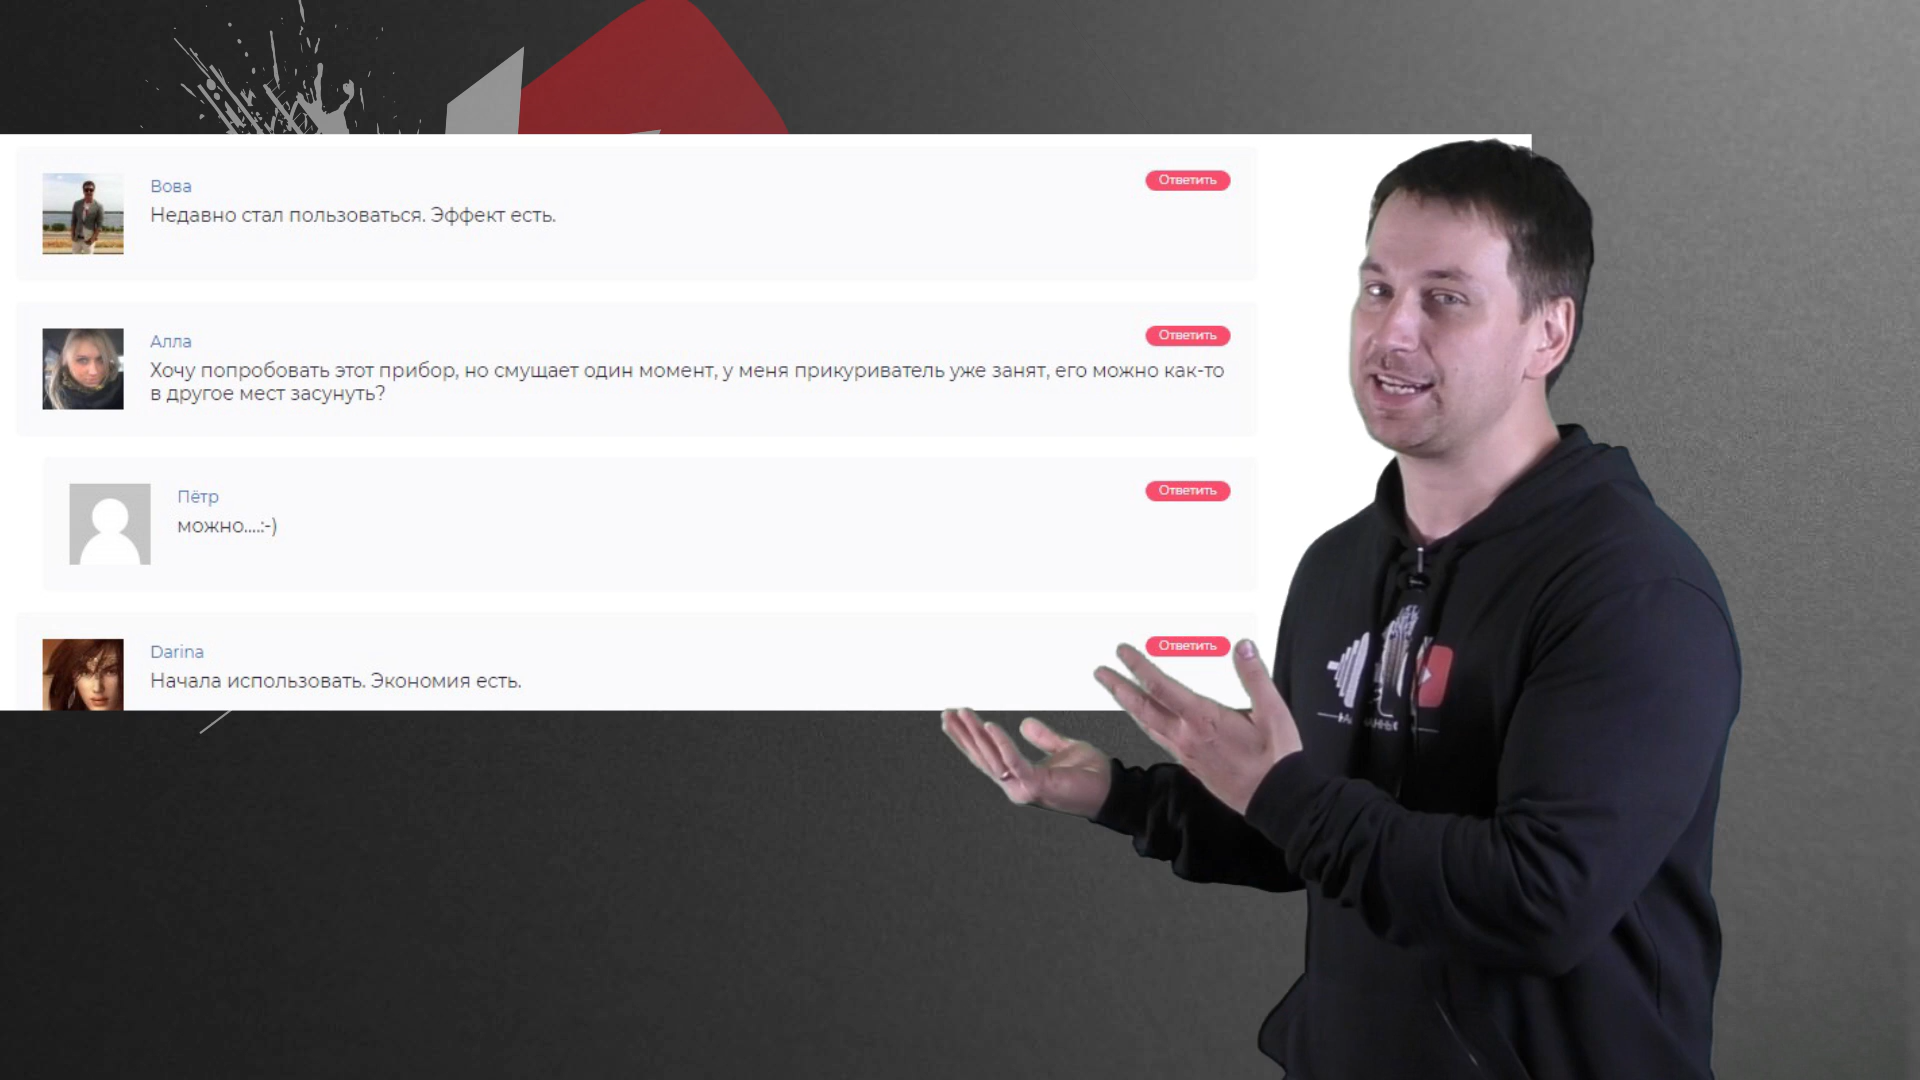 Вова
Ответить
Недавно стал пользоваться. Эффект есть.
Алла
Ответить
Хочу попробовать этот прибор, но смущает один момент, у меня прикуриватель уже занят, его можно как-то
в другое мест засунуть?
Пётр
Ответить
можно....:-)
Darina
Ответить
Начала использовать. Экономия есть.